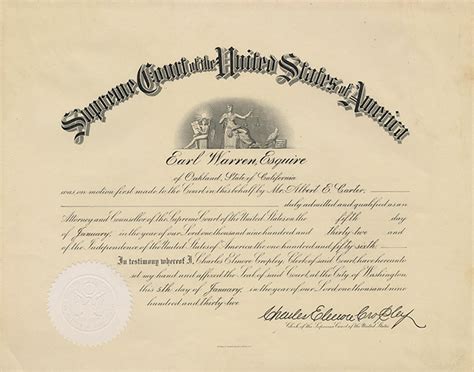 Supreme Court of the United States of America
Earl Warren, Esquire
of Oakland, State of California
was on motion first made to the Court in this behalf by Mr. Albert E. Carter
duly admitted and qualified as an
Attorney and Counsellor of the Supreme Court of the United States on the fifth day
of January, in the year of our Lord one thousand nine hundred and thirty-two and
of the Independence of the United States of America the one hundred and fifty-sixth
In testimony whereof I, Charles Elmore Cropley, Clerk of said Court have hereunto
set my hand and affixed the Seal of said Court at the City of Washington
this 5th day of January, in the year of our Lord one thousand nine
hundred and thirty-two
Charles Elmore Cropley
Clerk of the Supreme Court of the United States